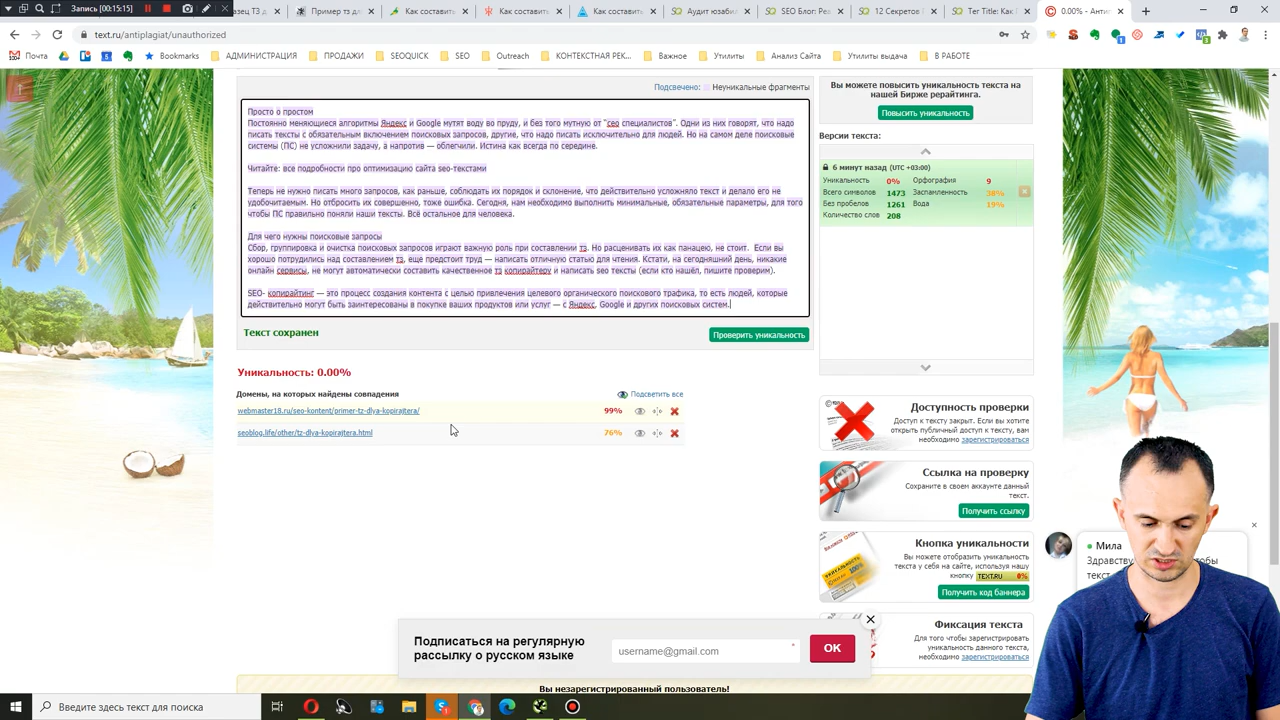 Запись [00:15:15]
ец ТЗ д
Пример тз д
Как состави
Как состави
Как состави
Аудит юзабил
SEO Блог: Ре
12 Секретов
Тег Title: Ка
0.00% - Анти
text.ru/antiplagiat/unauthorized
Почта
Bookmarks
АДМИНИСТРАЦИЯ
ПРОДАЖИ
SEOQUICK
SEO
Outreach
КОНТЕКСТНАЯ РЕК...
Важное
Утилиты
Анализ Сайта
Утилиты выдача
В РАБОТЕ
Подсвечено: Неуникальные фрагменты
Просто о простом
Постоянно меняющиеся алгоритмы Яндекс и Google мутят воду во пруду, и без того мутную от "сео специалистов". Одни из них говорят, что надо
писать тексты с обязательным включением поисковых запросов, другие, что надо писать исключительно для людей. Но на самом деле поисковые
системы (ПС) не усложнили задачу, а напротив — облегчили. Истина как всегда по середине.
Читайте: все подробности про оптимизацию сайта seo-текстами
Теперь не нужно писать много запросов, как раньше, соблюдать их порядок и склонение, что действительно усложняло текст и делало его не
удобочитаемым. Но отбросить их совершенно, тоже ошибка. Сегодня, нам необходимо выполнить минимальные, обязательные параметры, для того
чтобы ПС правильно поняли наши тексты. Всё остальное для человека.
Для чего нужны поисковые запросы
Сбор, группировка и очистка поисковых запросов играют важную роль при составлении тз. Но расценивать их как панацею, не стоит. Если вы
хорошо потрудились над составлением тз, еще предстоит труд — написать отличную статью для чтения. Кстати, на сегодняшний день, никакие
онлайн сервисы, не могут автоматически составить качественное тз копирайтеру и написать seo тексты (если кто нашёл, пишите проверим).
SEO- копирайтинг — это процесс создания контента с целью привлечения целевого органического поискового трафика, то есть людей, которые
действительно могут быть заинтересованы в покупке ваших продуктов или услуг — с Яндекс, Google и других поисковых систем.
Текст сохранен
Проверить уникальность
Уникальность: 0.00%
Домены, на которых найдены совпадения
Подсветить все
webmaster18.ru/seo-kontent/primer-tz-dlya-kopirajtera/ 99%
seoblog.life/other/tz-dlya-kopirajtera.html 76%
Вы можете повысить уникальность текста на
нашей Бирже рерайтинга.
Повысить уникальность
Версии текста:
6 минут назад (UTC +03:00)
Уникальность 0% Орфография 9
Всего символов 1473 Заспамленность 38%
Без пробелов 1261 Вода 19%
Количество слов 208
Доступность проверки
Доступ к тексту закрыт. Если вы хотите
открыть публичный доступ к тексту, вам
необходимо зарегистрироваться
Ссылка на проверку
Сохраните в своем аккаунте данный
текст.
Получить ссылку
Кнопка уникальности
Вы можете отобразить уникальность
текста у себя на сайте, используя нашу
кнопку TEXT.RU 0%
Получить код баннера
Фиксация текста
Для того чтобы зарегистрировать
уникальность данного текста,
необходимо зарегистрироваться
Мила
Здравству
обы
текст
Подписаться на регулярную
рассылку о русском языке
username@gmail.com
*
ОК
Вы незарегистрированный пользователь!
Введите здесь текст для поиска